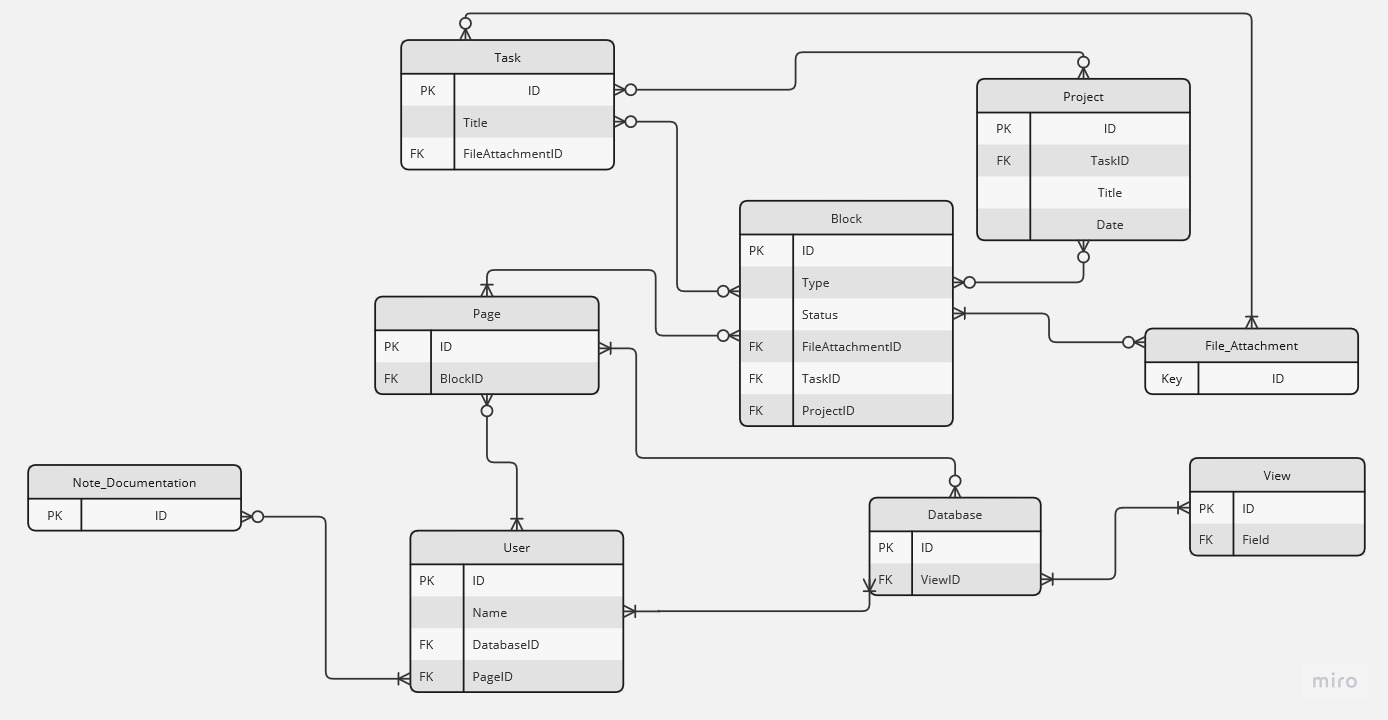 Task
PK ID
Title
FK FileAttachmentID
Project
PK ID
FK TaskID
Title
Date
Block
PK ID
Type
Status
FK FileAttachmentID
FK TaskID
FK ProjectID
Page
PK ID
FK BlockID
File_Attachment
Key ID
Note_Documentation
PK ID
User
PK ID
Name
FK DatabaseID
FK PageID
Database
PK ID
FK ViewID
View
PK ID
FK Field
miro